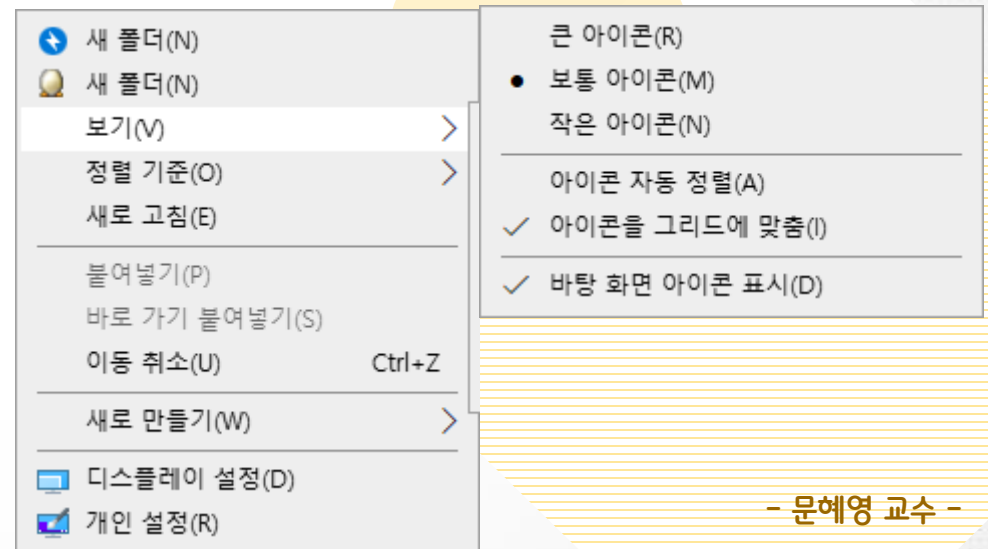 새 폴더(N)
새 폴더(N)
보기(V)
정렬 기준(O)
새로 고침(E)
붙여넣기(P)
바로 가기 붙여넣기(S)
이동 취소(U) Ctrl+Z
새로 만들기(W)
디스플레이 설정(D)
개인 설정(R)
큰 아이콘(R)
보통 아이콘(M)
작은 아이콘(N)
아이콘 자동 정렬(A)
아이콘을 그리드에 맞춤(I)
바탕 화면 아이콘 표시(D)
- 문혜영 교수 -